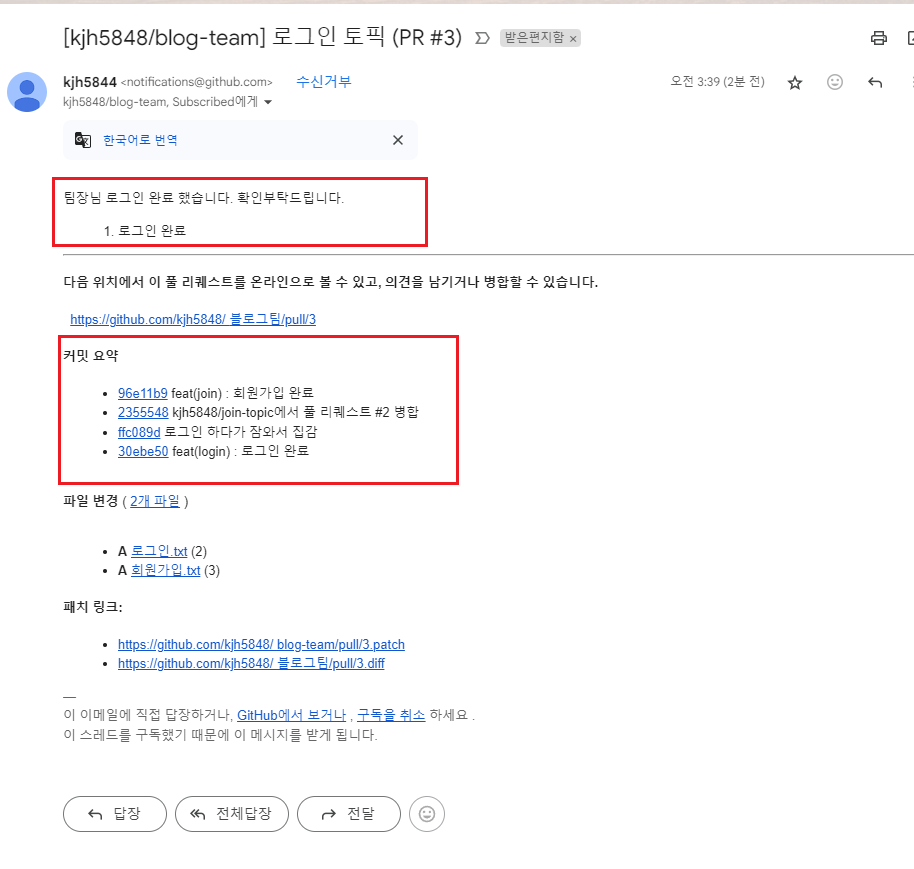 [kjh5848/blog-team] 로그인 토픽 (PR #3) 받은편지함 ×
kjh5844 <notifications@github.com> 수신거부 오전 3:39 (2분 전)
kjh5848/blog-team, Subscribed에게
한국어로 번역
팀장님 로그인 완료 했습니다. 확인부탁드립니다.
1. 로그인 완료
다음 위치에서 이 풀 리퀘스트를 온라인으로 볼 수 있고, 의견을 남기거나 병합할 수 있습니다.
https://github.com/kjh5848/ 블로그팀/pull/3
커밋 요약
• 96e11b9 feat(join) : 회원가입 완료
• 2355548 kjh5848/join-topic에서 풀 리퀘스트 #2 병합
• ffc089d 로그인 하다가 잠와서 집감
• 30ebe50 feat(login) : 로그인 완료
파일 변경 ( 2개 파일 )
• A 로그인.txt (2)
• A 회원가입.txt (3)
패치 링크:
• https://github.com/kjh5848/ blog-team/pull/3.patch
• https://github.com/kjh5848/ 블로그팀/pull/3.diff
—
이 이메일에 직접 답장하거나, GitHub에서 보거나 , 구독을 취소 하세요 .
이 스레드를 구독했기 때문에 이 메시지를 받게 됩니다.
답장 전체답장 전달